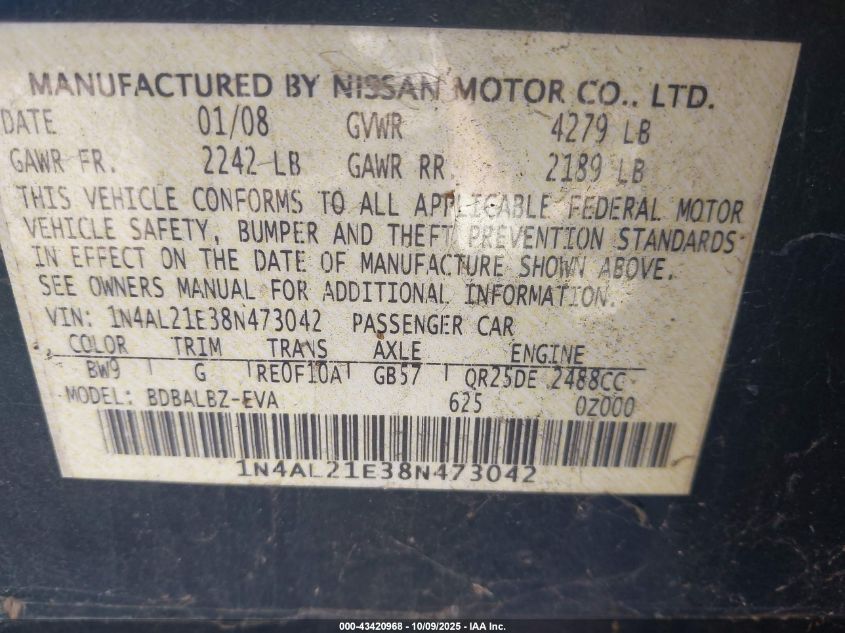 MANUFACTURED BY NISSAN MOTOR CO., LTD.
DATE 01/08 GVWR 4279 LB
GAWR FR. 2242 LB GAWR RR. 2189 LB
THIS VEHICLE CONFORMS TO ALL APPLICABLE FEDERAL MOTOR
VEHICLE SAFETY, BUMPER AND THEFT PREVENTION STANDARDS
IN EFFECT ON THE DATE OF MANUFACTURE SHOWN ABOVE.
SEE OWNERS MANUAL FOR ADDITIONAL INFORMATION.
VIN: 1N4AL21E38N473042 PASSENGER CAR
COLOR TRIM TRANS AXLE ENGINE
BW9 G RE0F10A GB57 QR25DE 2488CC
MODEL: BDBALBZ-EVA 625 0Z000
1N4AL21E38N473042
000-43420968 - 10/09/2025 - IAA Inc.